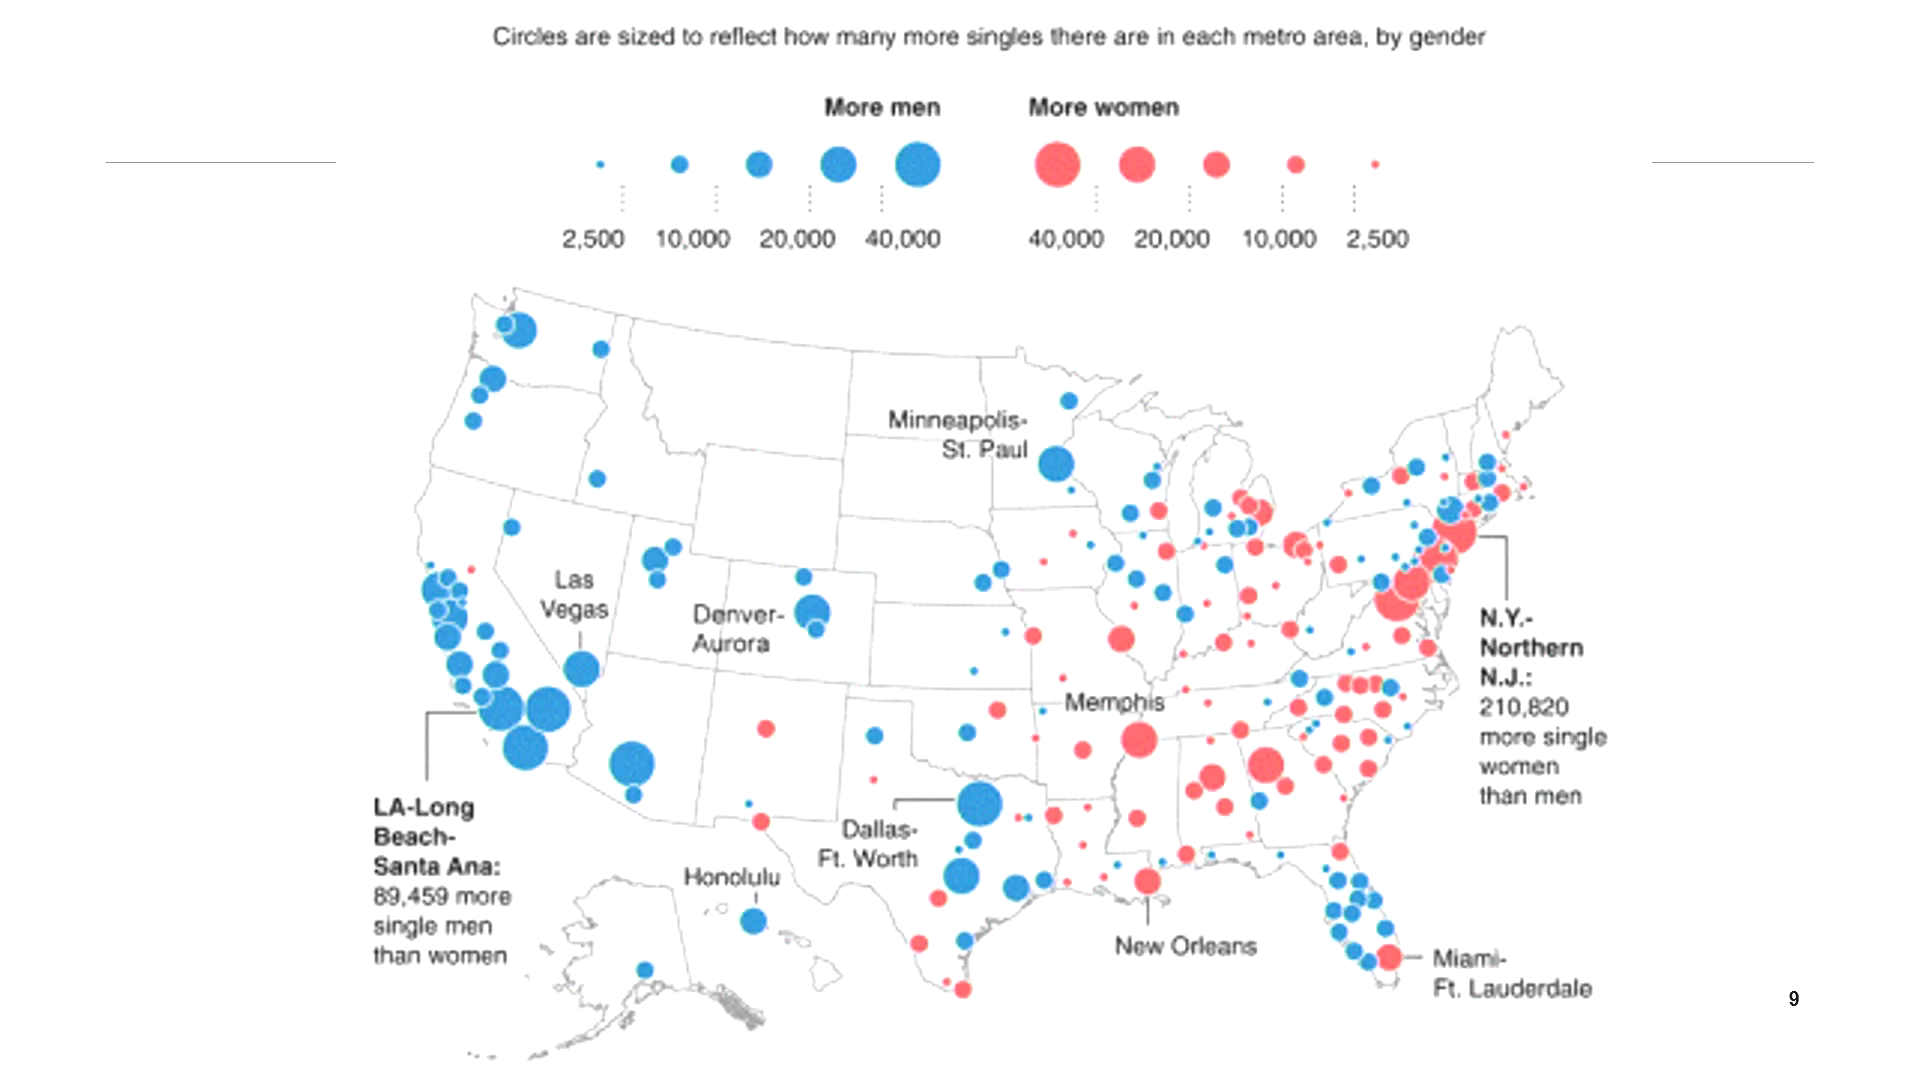 Circles are sized to reflect how many more singles there are in each metro area, by gender
More men
More women
2,500 10,000 20,000 40,000
40,000 20,000 10,000 2,500
Minneapolis-
St. Paul
Las
Vegas
Denver-
Aurora
Memphis
N.Y.-
Northern
N.J.:
210,820
more single
women
than men
LA-Long
Beach-
Santa Ana:
89,459 more
single men
than women
Dallas-
Ft. Worth
Honolulu
New Orleans
Miami-
Ft. Lauderdale
9